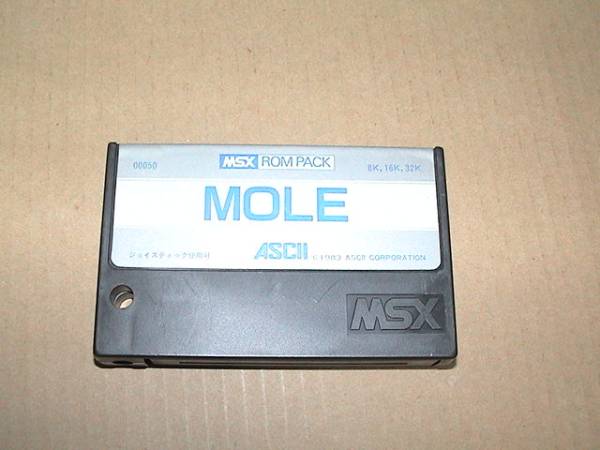 00050 MSX ROM PACK 8K,16K,32K
MOLE
ジョイスティック使用可 ASCII ©1983 ASCII CORPORATION
MSX